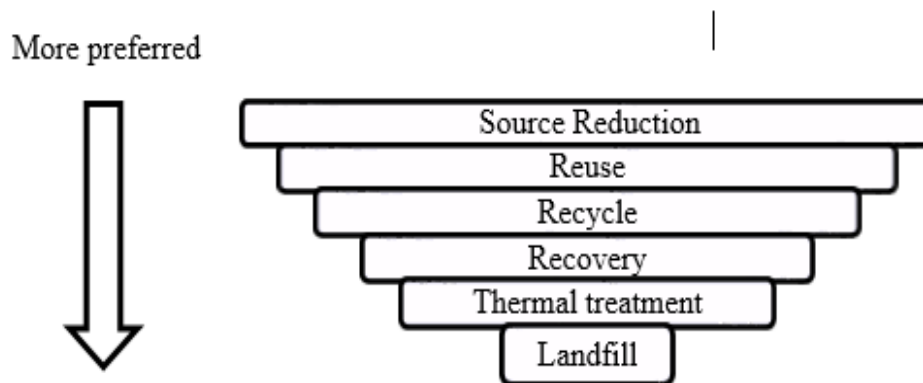 More preferred
Source Reduction
Reuse
Recycle
Recovery
Thermal treatment
Landfill